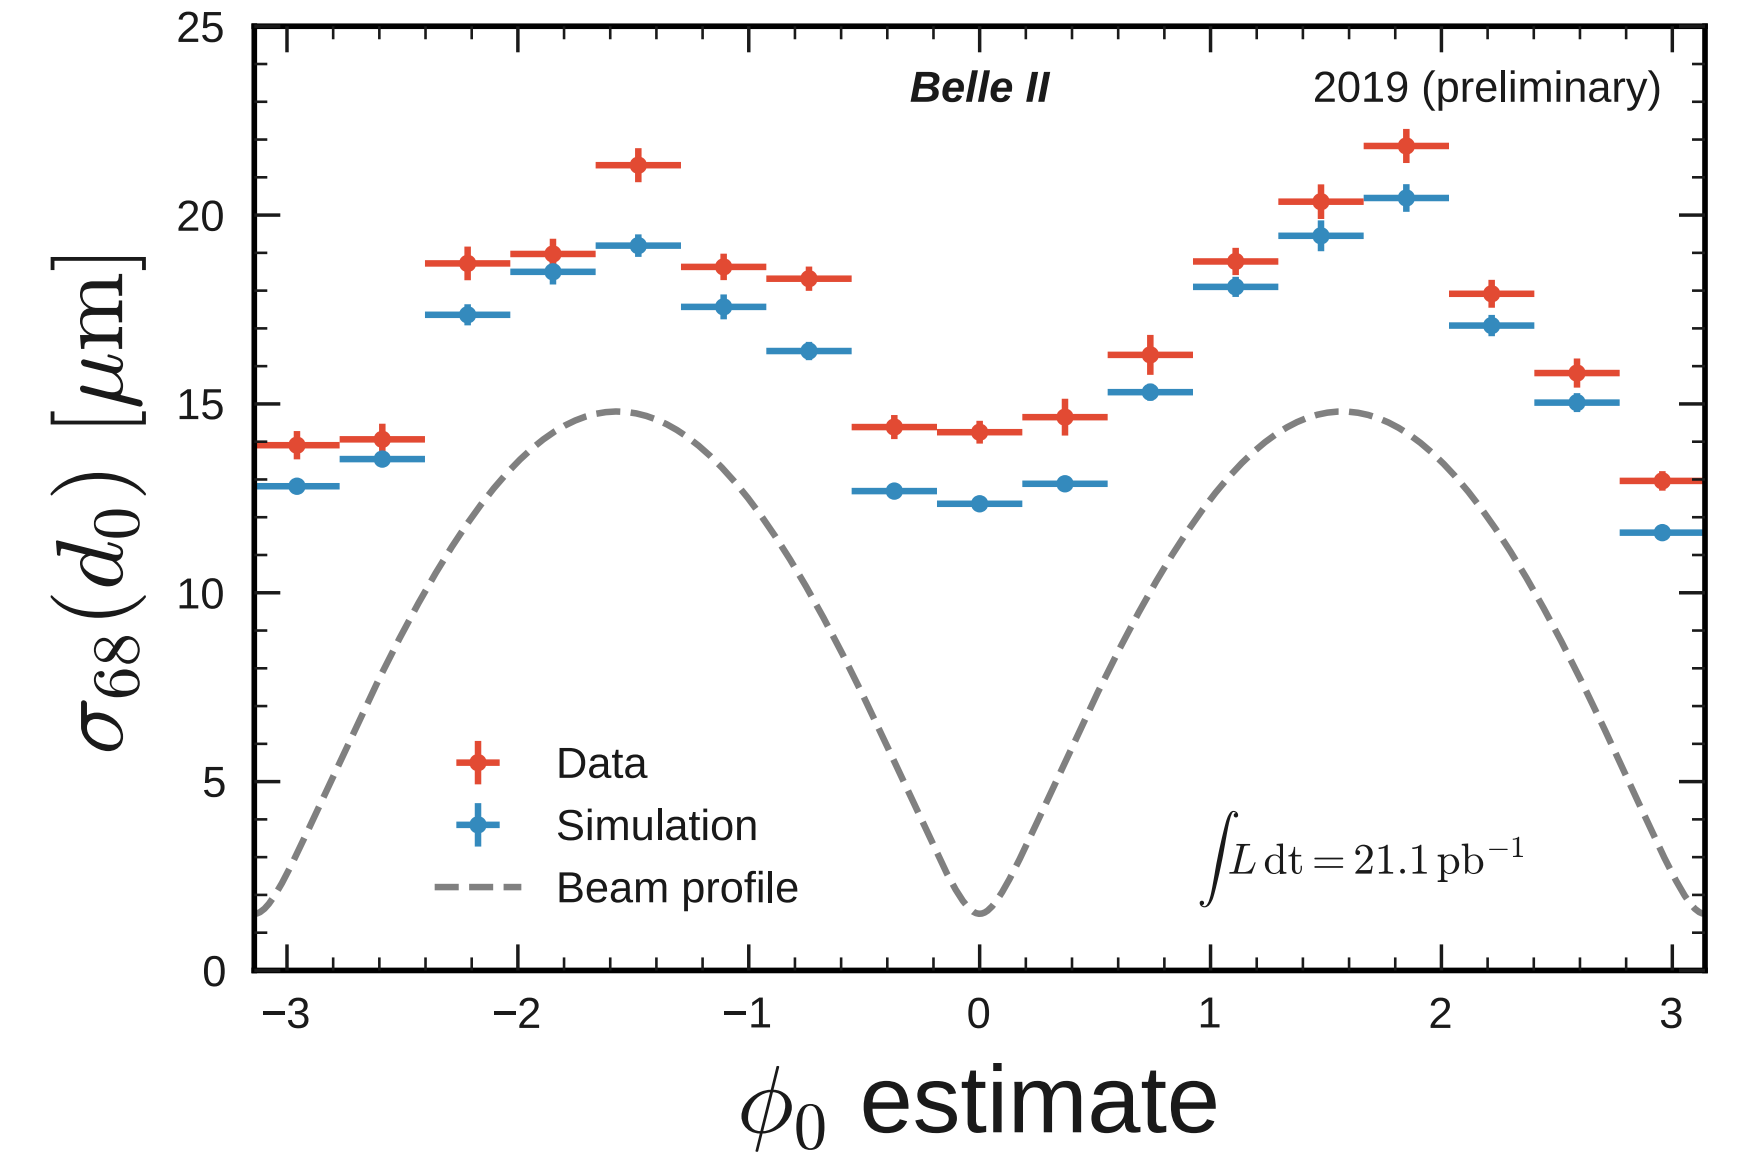 Belle II
2019 (preliminary)
σ₆₈(d₀) [μm]
25
20
15
10
5
0
Data
Simulation
Beam profile
∫L dt = 21.1 pb⁻¹
−3 −2 −1 0 1 2 3
ϕ₀ estimate